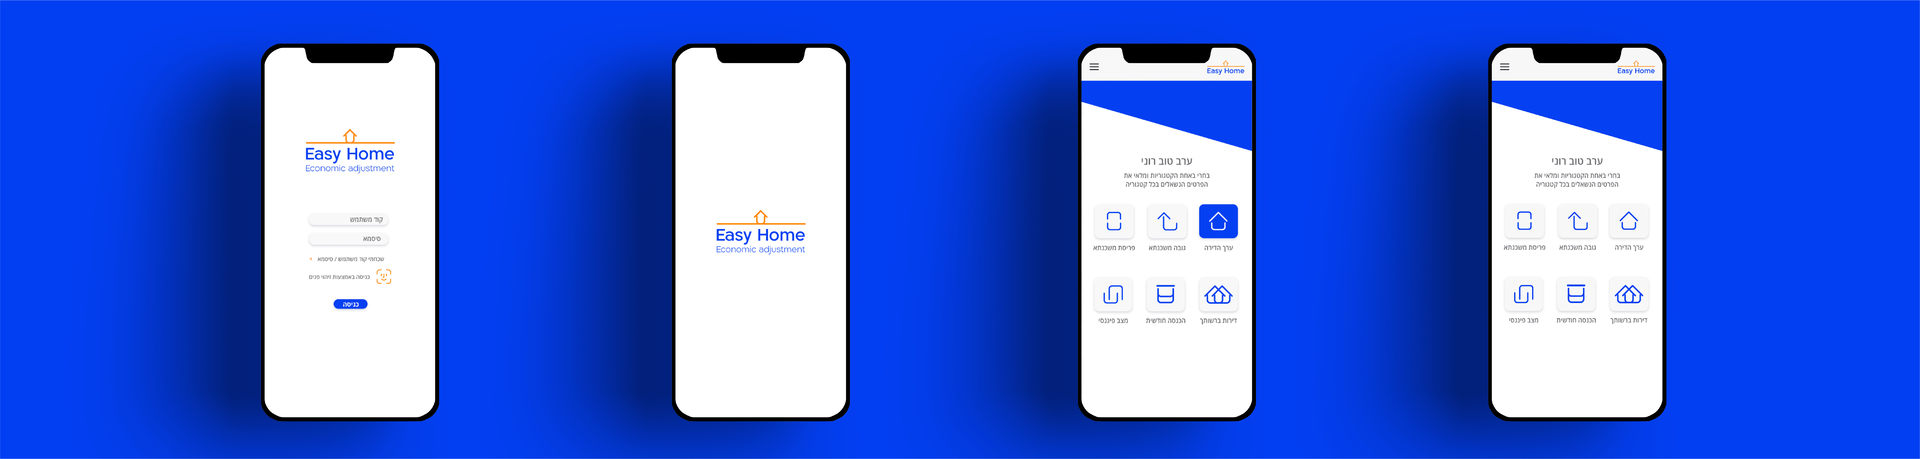 Easy Home
Economic adjustment
קוד משתמש
סיסמא
שכחתי קוד משתמש / סיסמא >
כניסה באמצעות זיהוי פנים
כניסה
Easy Home
Economic adjustment
Easy Home
ערב טוב רוני
בחרי באחת הקטגוריות ומלאי את
הפרטים הנשאלים בכל קטגוריה
ערך הדירה
גובה משכנתא
פריסת משכנתא
דירות ברשותך
הכנסה חודשית
מצב פיננסי
Easy Home
ערב טוב רוני
בחרי באחת הקטגוריות ומלאי את
הפרטים הנשאלים בכל קטגוריה
ערך הדירה
גובה משכנתא
פריסת משכנתא
דירות ברשותך
הכנסה חודשית
מצב פיננסי